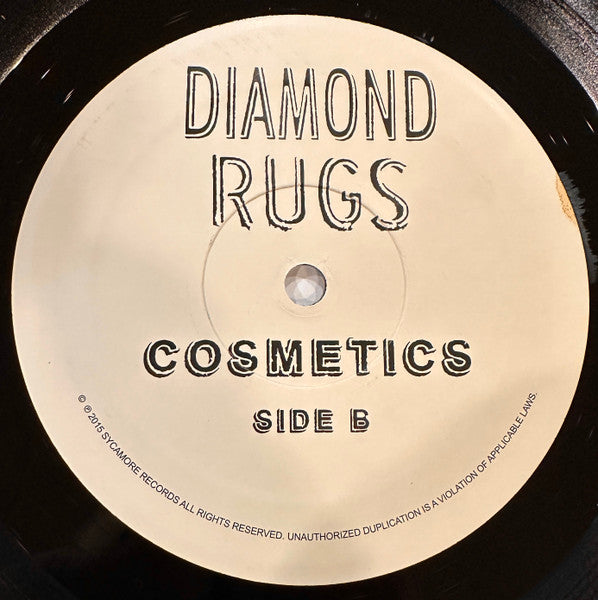 DIAMOND
RUGS
COSMETICS
SIDE B
© ℗ 2015 SYCAMORE RECORDS ALL RIGHTS RESERVED. UNAUTHORIZED DUPLICATION IS A VIOLATION OF APPLICABLE LAWS.